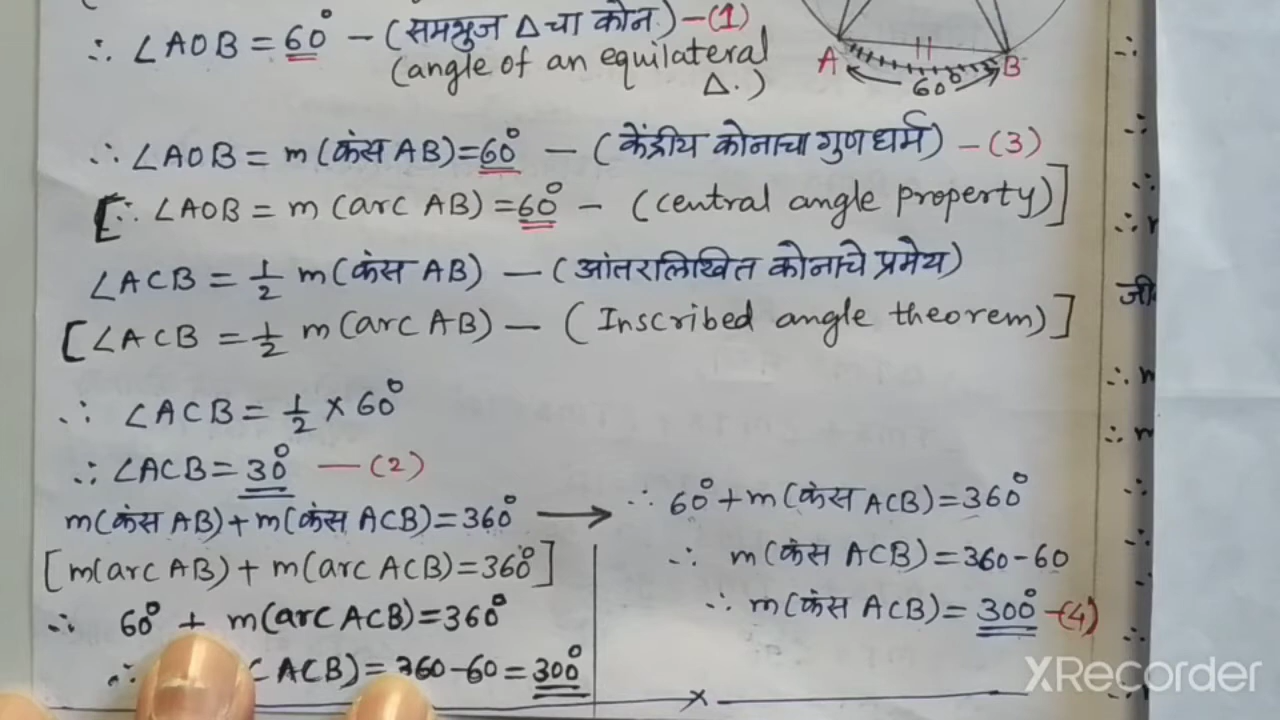 ∴ ∠AOB = 60° – (समभुज Δ चा कोन) – (1)
(angle of an equilateral
Δ.)
A B
60°
∴ ∠AOB = m(कंस AB) = 60° – (केंद्रीय कोनाचा गुणधर्म) – (3)
[∴ ∠AOB = m(arc AB) = 60° – (central angle property)]
∠ACB = 1/2 m(कंस AB) – (आंतरलिखित कोनाचे प्रमेय)
[∠ACB = 1/2 m(arc AB) – (Inscribed angle theorem)]
∴ ∠ACB = 1/2 × 60°
∴ ∠ACB = 30° – (2)
m(कंस AB) + m(कंस ACB) = 360° →
[m(arc AB) + m(arc ACB) = 360°]
∴ 60° + m(arc ACB) = 360°
∴ c ACB) = 360 - 60 = 300°
∴ 60° + m(कंस ACB) = 360°
∴ m(कंस ACB) = 360 - 60
∴ m(कंस ACB) = 300° – (4)
XRecorder